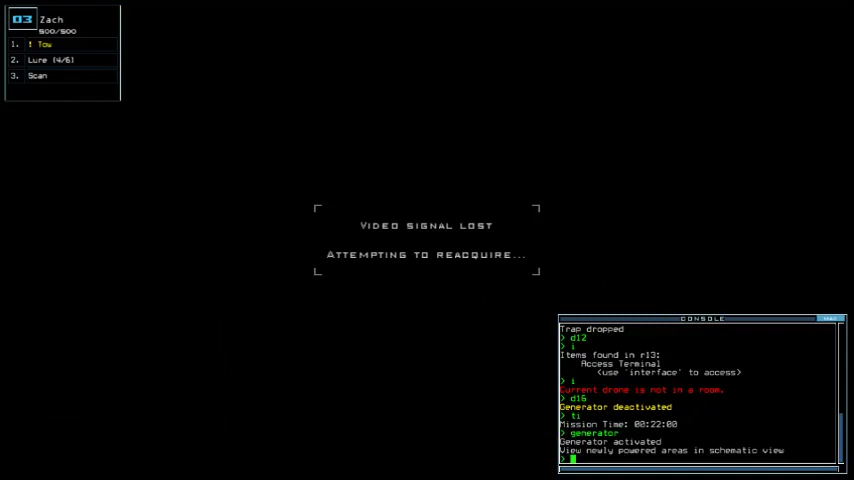 03 Zach
500/500
1. ! Tow
2. Lure (4/6)
3. Scan
Video signal lost
Attempting to reacquire...
CONSOLE
Trap dropped
> d12
> i
Items found in r13:
Access Terminal
<use 'interface' to access>
> i
Current drone is not in a room.
> d16
Generator deactivated
> ti
Mission Time: 00:22:00
> generator
Generator activated
View newly powered areas in schematic view
>